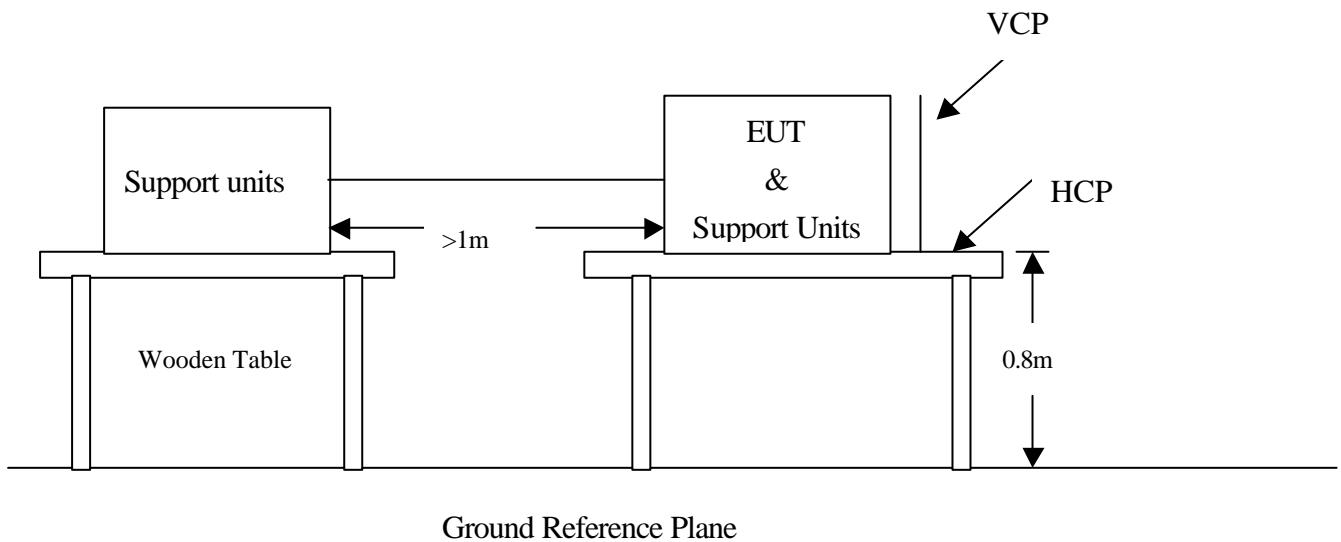 VCP
EUT
&
Support Units
Support units
HCP
>1m
Wooden Table
0.8m
Ground Reference Plane